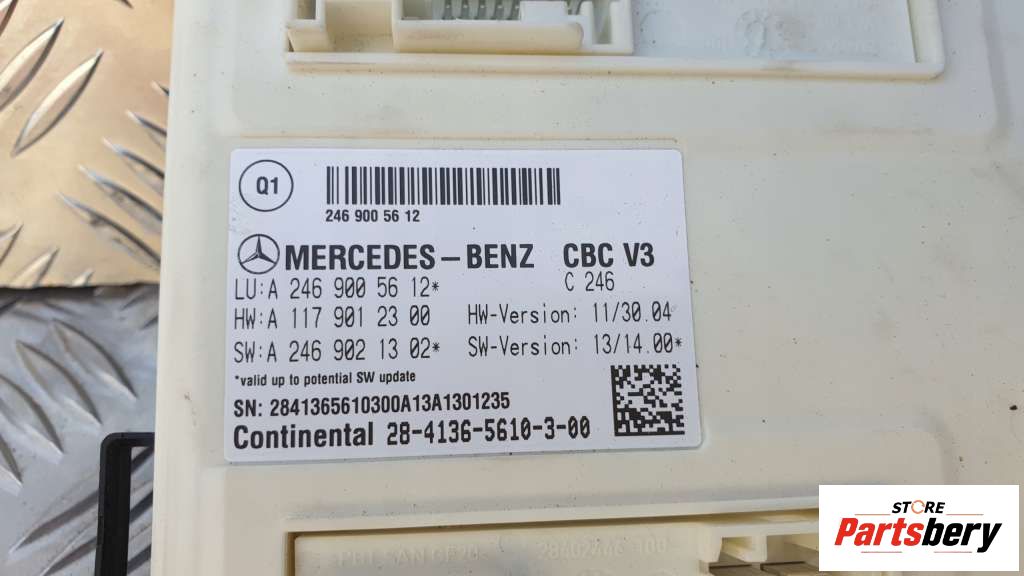 Q1
246 900 56 12
MERCEDES-BENZ CBC V3
LU:A 246 900 56 12* C 246
HW:A 117 901 23 00 HW-Version: 11/30.04
SW:A 246 902 13 02* SW-Version: 13/14.00*
*valid up to potential SW update
SN: 2841365610300A13A1301235
Continental 28-4136-5610-3-00
STORE
Partsbery